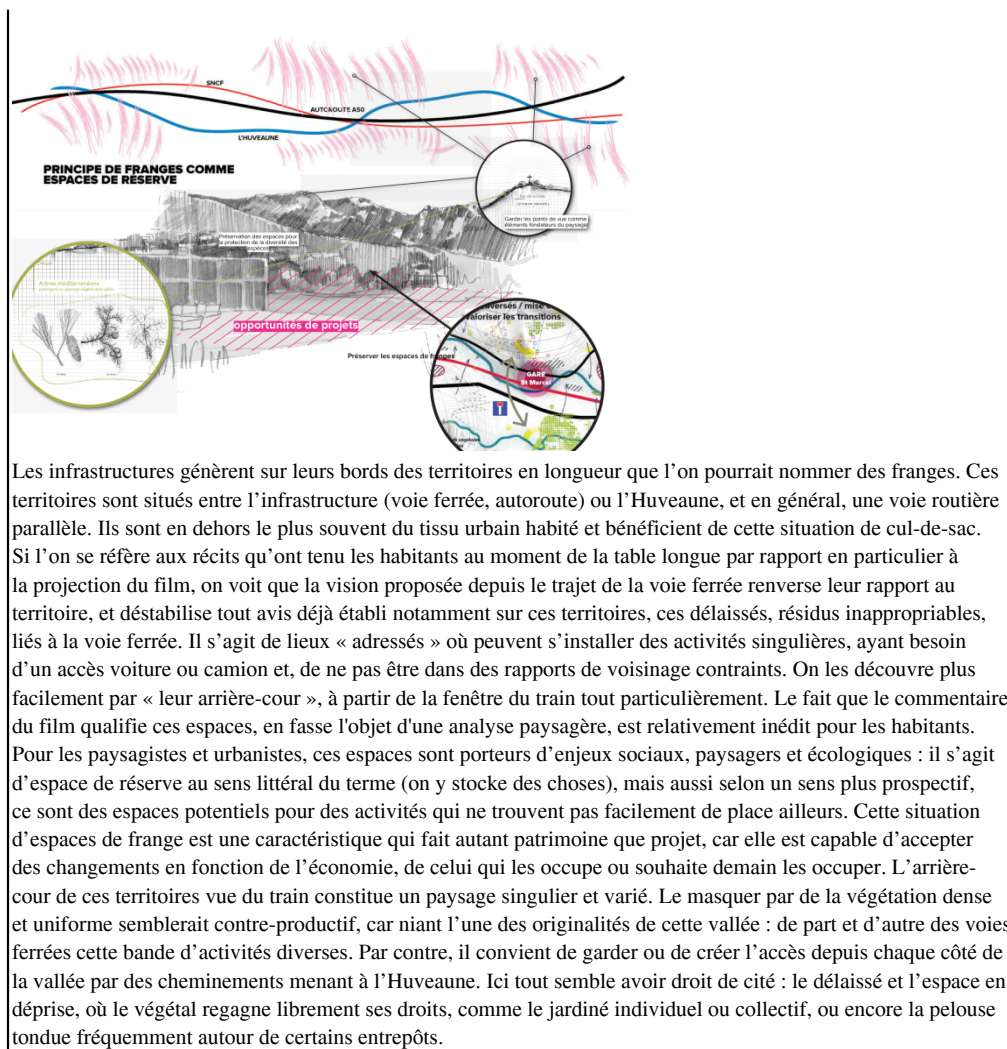 SNCF
AUTOROUTE A50
L'HUVEAUNE
PRINCIPE DE FRANGES COMME
ESPACES DE RÉSERVE
Garder les points de vue comme
éléments fondateurs du paysage
Préservation des espaces pour
la protection de la diversité des
espèces
Arbres méditerranéens
opportunités de projets
versés / mise
valoriser les transitions
Préserver les espaces de franges
GARE
St Marcel
Les infrastructures génèrent sur leurs bords des territoires en longueur que l’on pourrait nommer des franges. Ces
territoires sont situés entre l’infrastructure (voie ferrée, autoroute) ou l’Huveaune, et en général, une voie routière
parallèle. Ils sont en dehors le plus souvent du tissu urbain habité et bénéficient de cette situation de cul-de-sac.
Si l’on se réfère aux récits qu’ont tenu les habitants au moment de la table longue par rapport en particulier à
la projection du film, on voit que la vision proposée depuis le trajet de la voie ferrée renverse leur rapport au
territoire, et déstabilise tout avis déjà établi notamment sur ces territoires, ces délaissés, résidus inappropriables,
liés à la voie ferrée. Il s’agit de lieux « adressés » où peuvent s’installer des activités singulières, ayant besoin
d’un accès voiture ou camion et, de ne pas être dans des rapports de voisinage contraints. On les découvre plus
facilement par « leur arrière-cour », à partir de la fenêtre du train tout particulièrement. Le fait que le commentaire
du film qualifie ces espaces, en fasse l'objet d'une analyse paysagère, est relativement inédit pour les habitants.
Pour les paysagistes et urbanistes, ces espaces sont porteurs d’enjeux sociaux, paysagers et écologiques : il s’agit
d’espace de réserve au sens littéral du terme (on y stocke des choses), mais aussi selon un sens plus prospectif,
ce sont des espaces potentiels pour des activités qui ne trouvent pas facilement de place ailleurs. Cette situation
d’espaces de frange est une caractéristique qui fait autant patrimoine que projet, car elle est capable d’accepter
des changements en fonction de l’économie, de celui qui les occupe ou souhaite demain les occuper. L’arrière-
cour de ces territoires vue du train constitue un paysage singulier et varié. Le masquer par de la végétation dense
et uniforme semblerait contre-productif, car niant l’une des originalités de cette vallée : de part et d’autre des voies
ferrées cette bande d’activités diverses. Par contre, il convient de garder ou de créer l’accès depuis chaque côté de
la vallée par des cheminements menant à l’Huveaune. Ici tout semble avoir droit de cité : le délaissé et l’espace en
déprise, où le végétal regagne librement ses droits, comme le jardiné individuel ou collectif, ou encore la pelouse
tondue fréquemment autour de certains entrepôts.